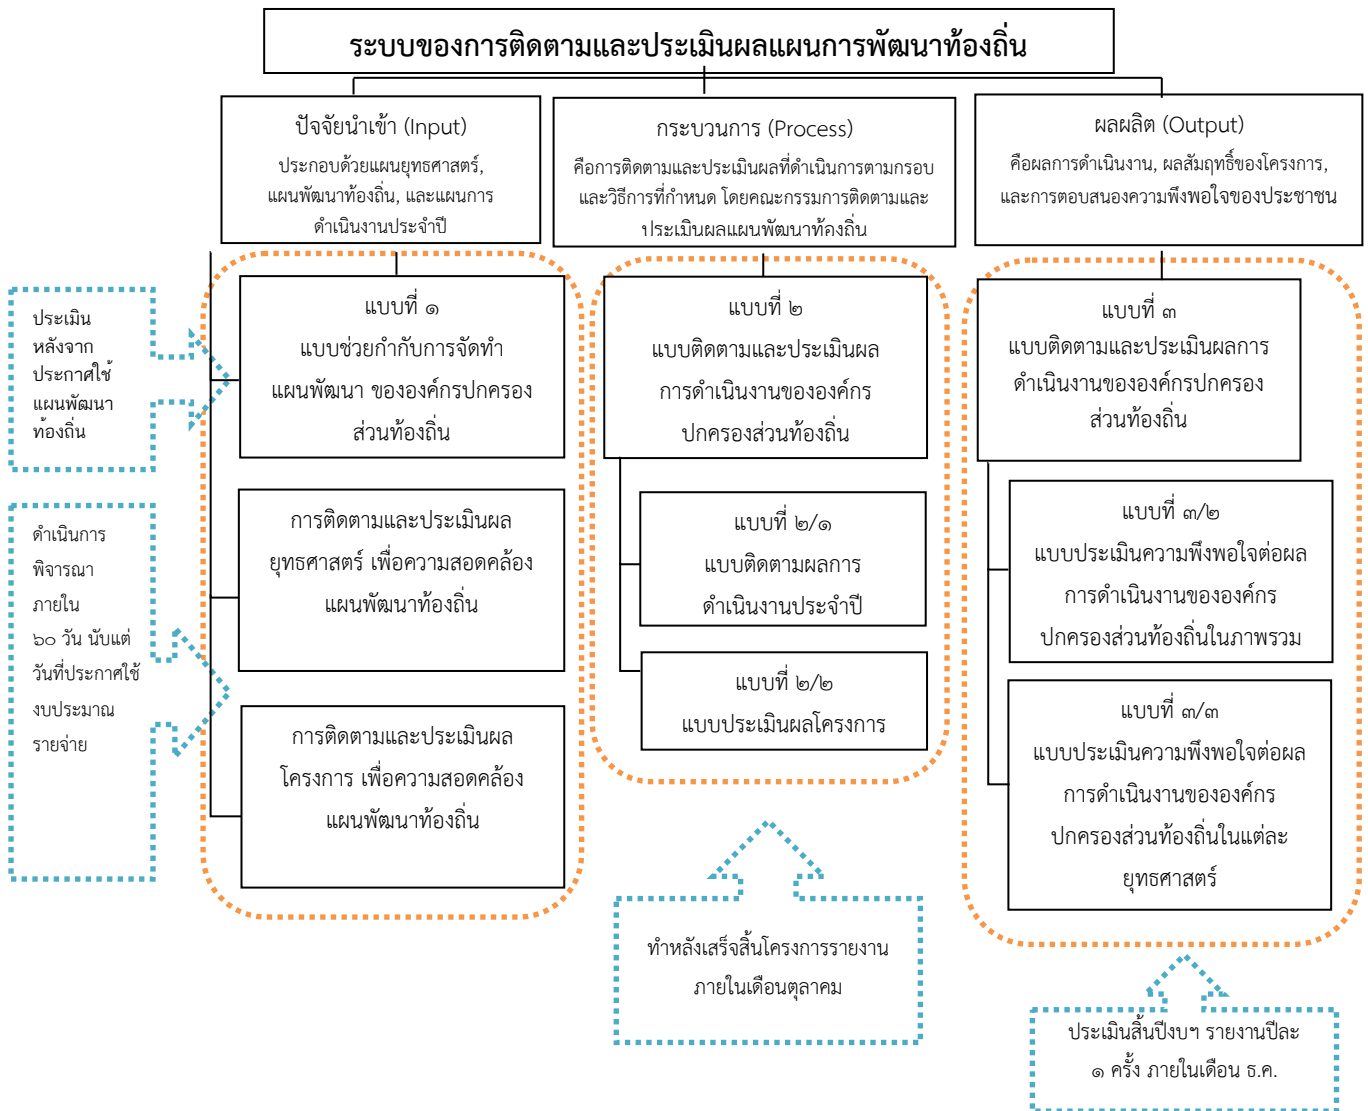 ระบบของการติดตามและประเมินผลแผนการพัฒนาท้องถิ่น
ปัจจัยนำเข้า (Input)
ประกอบด้วยแผนยุทธศาสตร์,
แผนพัฒนาท้องถิ่น, และแผนการ
ดำเนินงานประจำปี
กระบวนการ (Process)
คือการติดตามและประเมินผลที่ดำเนินการตามกรอบ
และวิธีการที่กำหนด โดยคณะกรรมการติดตามและ
ประเมินผลแผนพัฒนาท้องถิ่น
ผลผลิต (Output)
คือผลการดำเนินงาน, ผลสัมฤทธิ์ของโครงการ,
และการตอบสนองความพึงพอใจของประชาชน
ประเมิน
หลังจาก
ประกาศใช้
แผนพัฒนา
ท้องถิ่น
แบบที่ ๑
แบบช่วยกำกับการจัดทำ
แผนพัฒนา ขององค์กรปกครอง
ส่วนท้องถิ่น
ดำเนินการ
พิจารณา
ภายใน
๖๐ วัน นับแต่
วันที่ประกาศใช้
งบประมาณ
รายจ่าย
การติดตามและประเมินผล
ยุทธศาสตร์ เพื่อความสอดคล้อง
แผนพัฒนาท้องถิ่น
การติดตามและประเมินผล
โครงการ เพื่อความสอดคล้อง
แผนพัฒนาท้องถิ่น
แบบที่ ๒
แบบติดตามและประเมินผล
การดำเนินงานขององค์กร
ปกครองส่วนท้องถิ่น
แบบที่ ๒/๑
แบบติดตามผลการ
ดำเนินงานประจำปี
แบบที่ ๒/๒
แบบประเมินผลโครงการ
ทำหลังเสร็จสิ้นโครงการรายงาน
ภายในเดือนตุลาคม
แบบที่ ๓
แบบติดตามและประเมินผลการ
ดำเนินงานขององค์กรปกครอง
ส่วนท้องถิ่น
แบบที่ ๓/๒
แบบประเมินความพึงพอใจต่อผล
การดำเนินงานขององค์กร
ปกครองส่วนท้องถิ่นในภาพรวม
แบบที่ ๓/๓
แบบประเมินความพึงพอใจต่อผล
การดำเนินงานขององค์กร
ปกครองส่วนท้องถิ่นในแต่ละ
ยุทธศาสตร์
ประเมินสิ้นปีงบฯ รายงานปีละ
๑ ครั้ง ภายในเดือน ธ.ค.